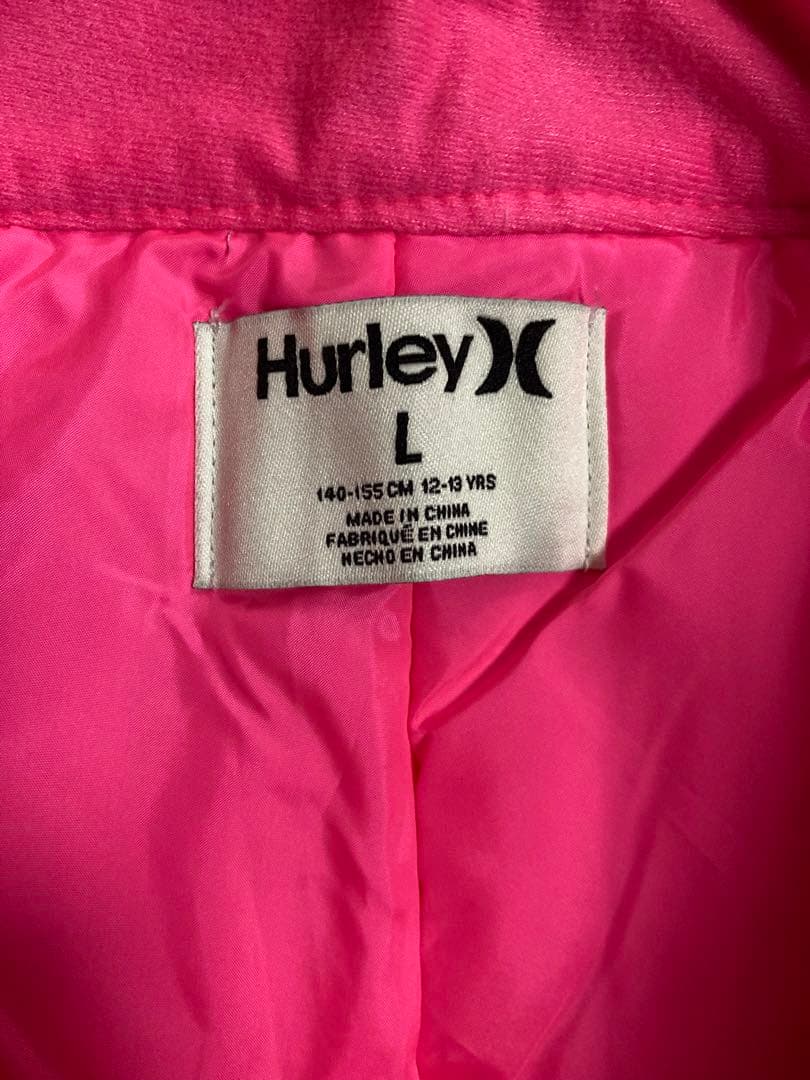 Hurley
L
140-155 CM 12-13 YRS
MADE IN CHINA
FABRIQUÉ EN CHINE
HECHO EN CHINA